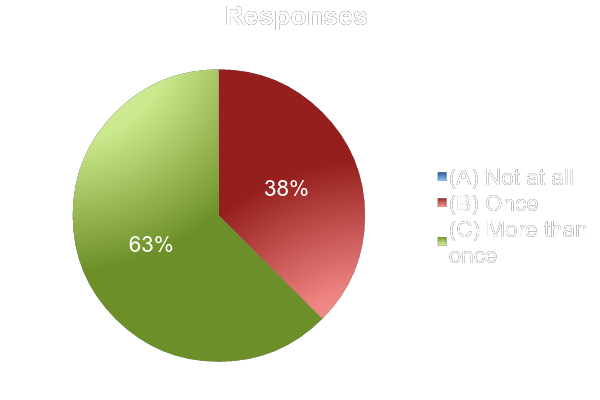 Responses
38%
63%
(A) Not at all
(B) Once
(C) More than
once